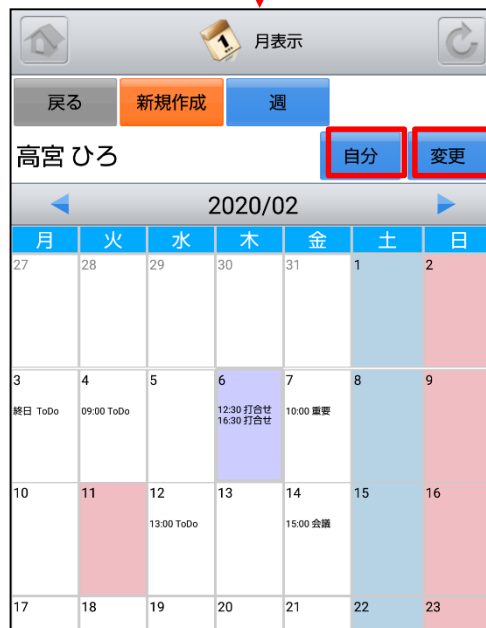 月表示
戻る 新規作成 週
高宮 ひろ 自分 変更
2020/02
月 火 水 木 金 土 日
27 28 29 30 31 1 2
3 4 5 6 7 8 9
終日 ToDo 09:00 ToDo 12:30 打合せ 10:00 重要
16:30 打合せ
10 11 12 13 14 15 16
13:00 ToDo 15:00 会議
17 18 19 20 21 22 23